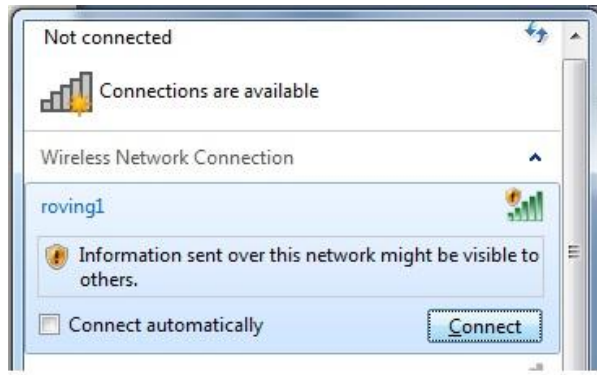 Not connected
Connections are available
Wireless Network Connection
roving1
Information sent over this network might be visible to
others.
Connect automatically
Connect